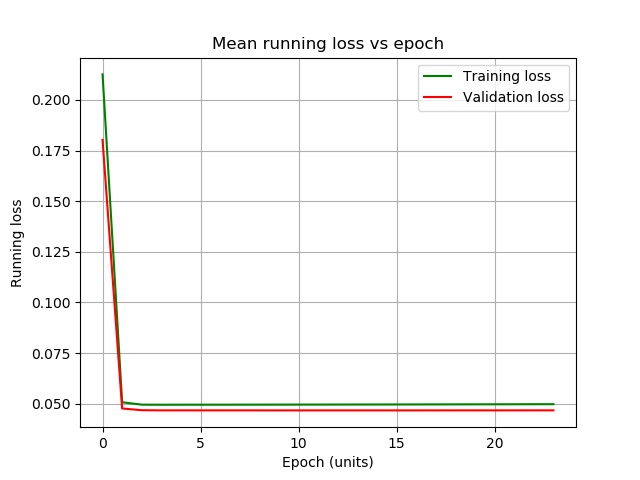 Mean running loss vs epoch
Training loss
Validation loss
0.200
0.175
0.150
0.125
0.100
0.075
0.050
Running loss
0 5 10 15 20
Epoch (units)